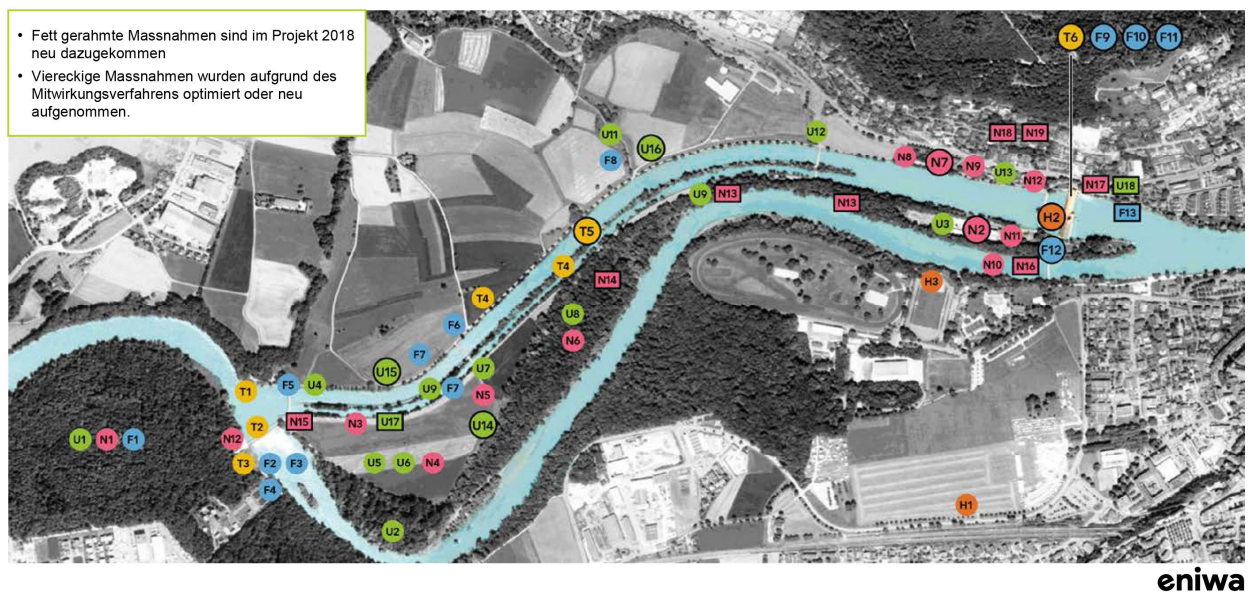 • Fett gerahmte Massnahmen sind im Projekt 2018
neu dazugekommen
• Viereckige Massnahmen wurden aufgrund des
Mitwirkungsverfahrens optimiert oder neu
aufgenommen.
T6 F9 F10 F11
U11 U12 N18 N19
F8 U16
N8 N7 N9 U13 N12 N17 U18
U9 N13 N13 H2 F13
T5 U3 N2 N11 F12
T4 N14 N10 N16
T4 H3
U8
F6 N6
F7 U15 U7
T1 F5 U4 U9 F7 N5
T2 N15 N3 U17 U14
U1 N1 F1 N12
T3 F2 F3 U5 U6 N4
F4 H1
U2
eniwa